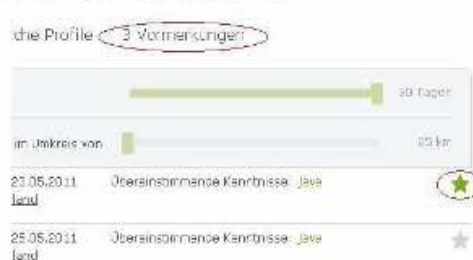 che Profile 3 Vormerkungen
30 Tagen
im Umkreis von 25 km
23.05.2011 Übereinstimmende Kenntnisse: Java
land
25.05.2011 Übereinstimmende Kenntnisse: Java
land